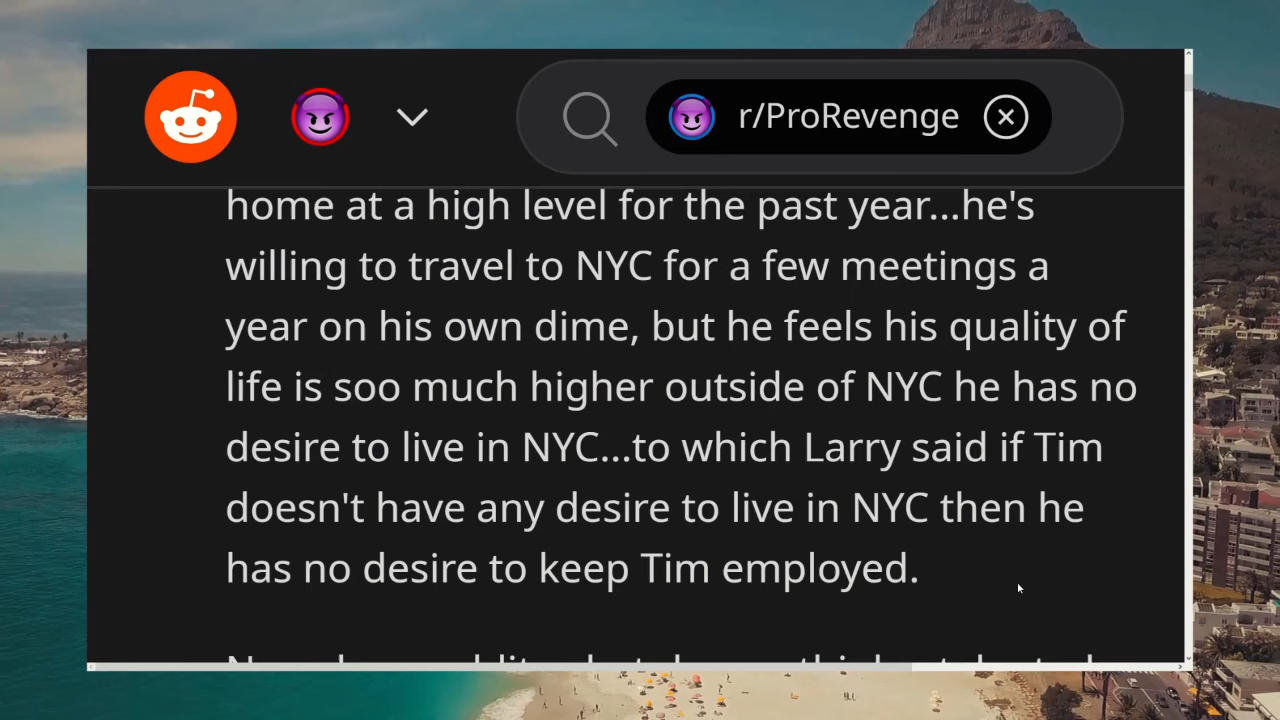 r/ProRevenge
home at a high level for the past year...he's
willing to travel to NYC for a few meetings a
year on his own dime, but he feels his quality of
life is soo much higher outside of NYC he has no
desire to live in NYC...to which Larry said if Tim
doesn't have any desire to live in NYC then he
has no desire to keep Tim employed.